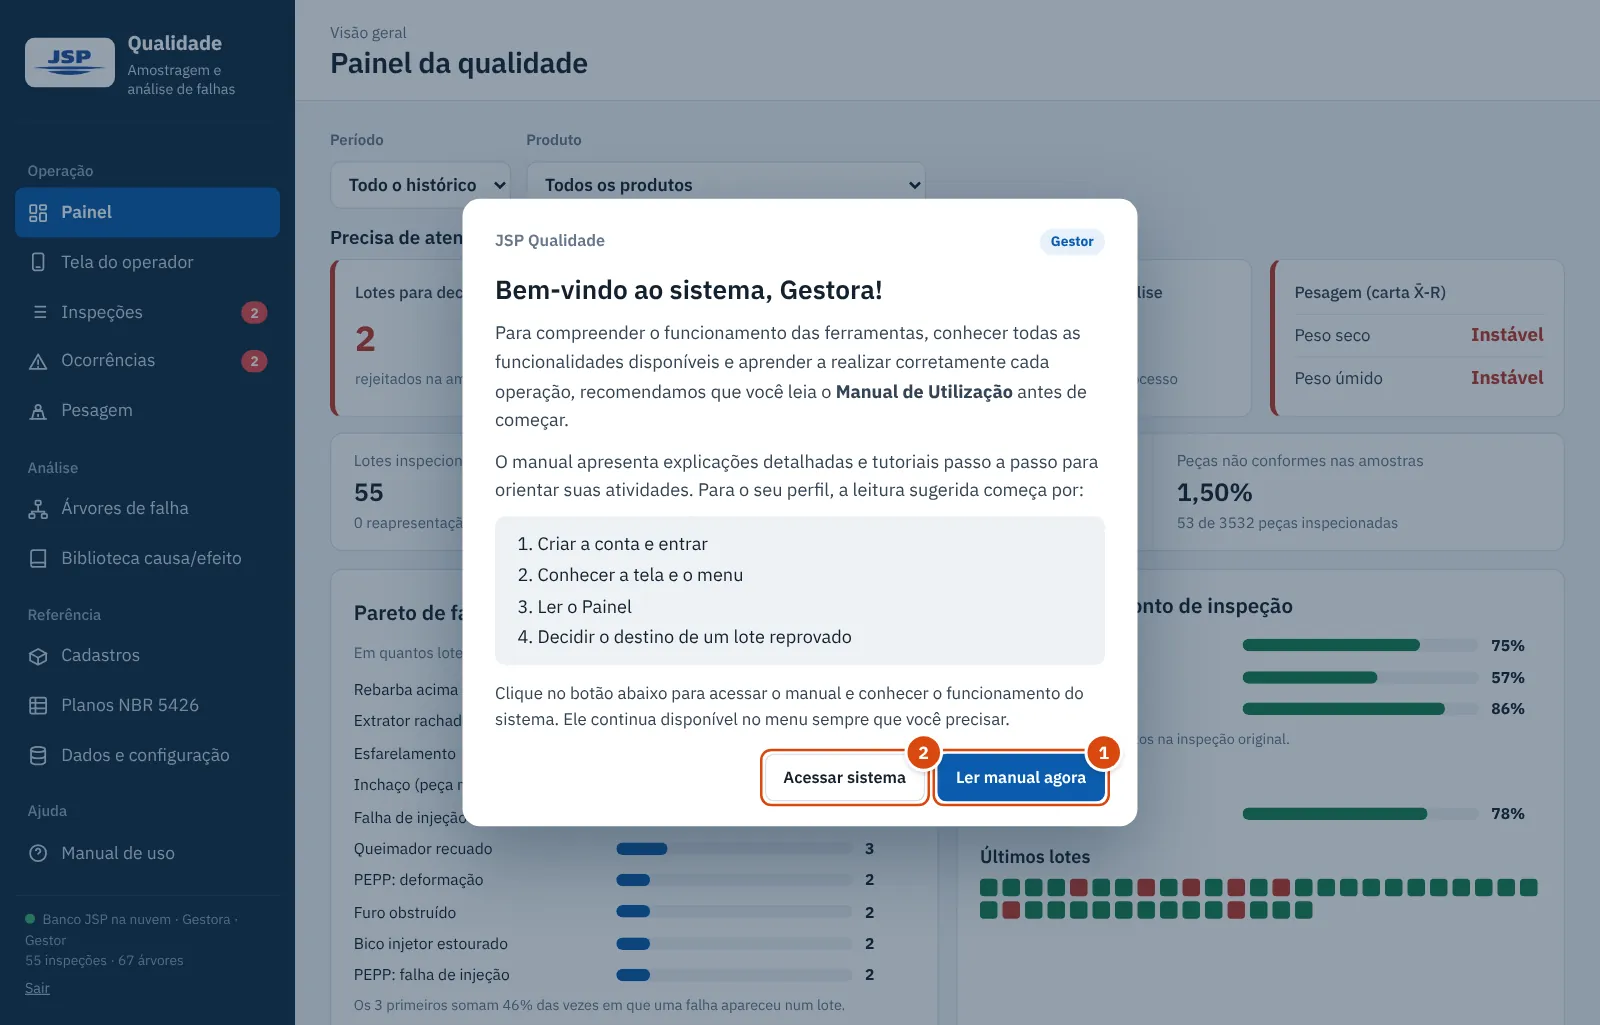 JSP
Qualidade
Amostragem e
análise de falhas
Operação
Painel
Tela do operador
Inspeções 2
Ocorrências 2
Pesagem
Análise
Árvores de falha
Biblioteca causa/efeito
Referência
Cadastros
Planos NBR 5426
Dados e configuração
Ajuda
Manual de uso
Banco JSP na nuvem · Gestora ·
Gestor
55 inspeções · 67 árvores
Sair
Visão geral
Painel da qualidade
Período
Produto
Todo o histórico
Todos os produtos
Precisa de aten
Lotes para dec
2
rejeitados na am
lise
ocesso
Pesagem (carta X̄-R)
Peso seco Instável
Peso úmido Instável
Lotes inspecion
55
0 reapresentaçã
Peças não conformes nas amostras
1,50%
53 de 3532 peças inspecionadas
JSP Qualidade
Gestor
Bem-vindo ao sistema, Gestora!
Para compreender o funcionamento das ferramentas, conhecer todas as
funcionalidades disponíveis e aprender a realizar corretamente cada
operação, recomendamos que você leia o Manual de Utilização antes de
começar.
O manual apresenta explicações detalhadas e tutoriais passo a passo para
orientar suas atividades. Para o seu perfil, a leitura sugerida começa por:
1. Criar a conta e entrar
2. Conhecer a tela e o menu
3. Ler o Painel
4. Decidir o destino de um lote reprovado
Clique no botão abaixo para acessar o manual e conhecer o funcionamento do
sistema. Ele continua disponível no menu sempre que você precisar.
Acessar sistema 2
Ler manual agora 1
Pareto de fa
Em quantos lote
Rebarba acima
Extrator rachad
Esfarelamento
Inchaço (peça r
Falha de injeção
Queimador recuado 3
PEPP: deformação 2
Furo obstruído 2
Bico injetor estourado 2
PEPP: falha de injeção 2
Os 3 primeiros somam 46% das vezes em que uma falha apareceu num lote.
onto de inspeção
75%
57%
86%
os na inspeção original.
78%
Últimos lotes